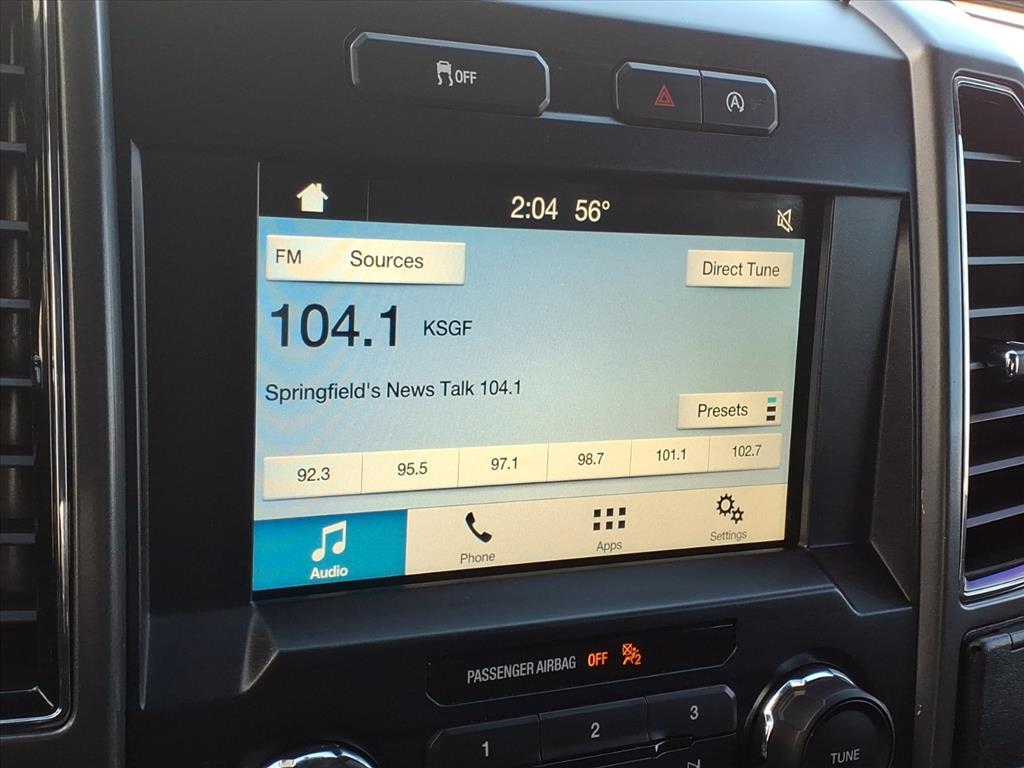 OFF
A
2:04 56°
FM Sources
Direct Tune
104.1 KSGF
Springfield's News Talk 104.1
Presets
92.3 95.5 97.1 98.7 101.1 102.7
Audio Phone Apps Settings
PASSENGER AIRBAG OFF 2
1 2 3
TUNE